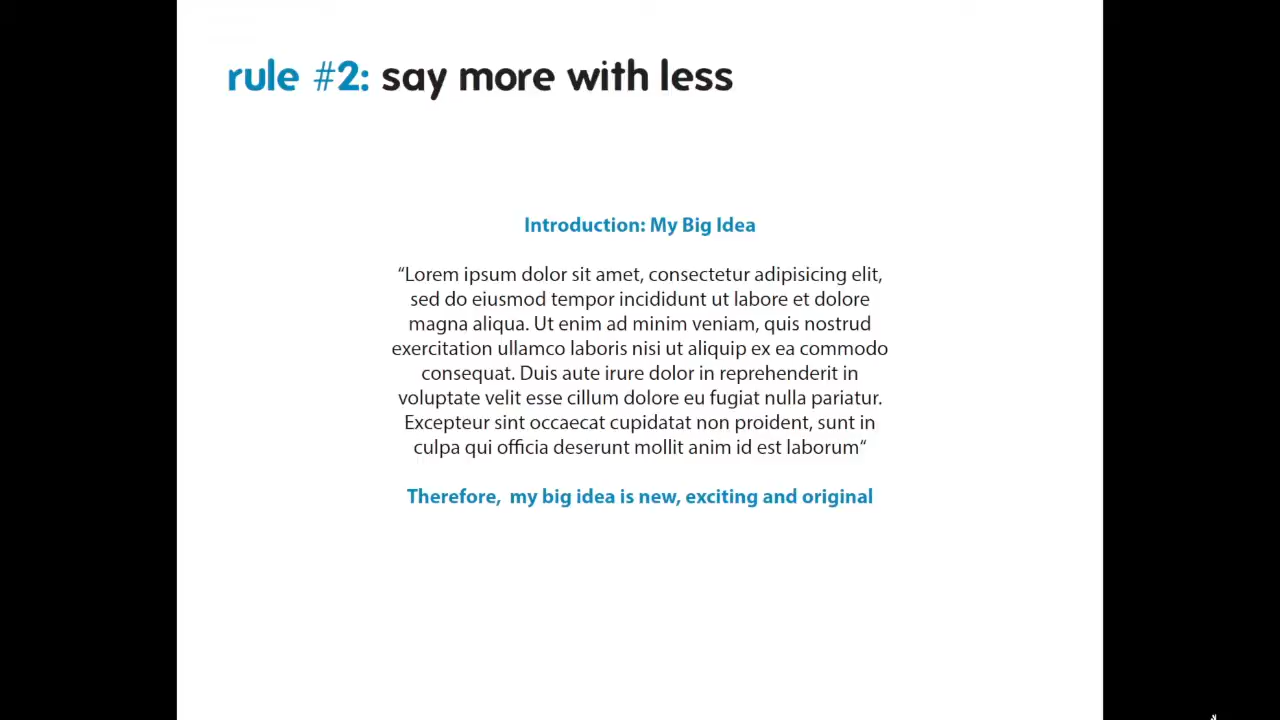 rule #2: say more with less
Introduction: My Big Idea
“Lorem ipsum dolor sit amet, consectetur adipisicing elit,
sed do eiusmod tempor incididunt ut labore et dolore
magna aliqua. Ut enim ad minim veniam, quis nostrud
exercitation ullamco laboris nisi ut aliquip ex ea commodo
consequat. Duis aute irure dolor in reprehenderit in
voluptate velit esse cillum dolore eu fugiat nulla pariatur.
Excepteur sint occaecat cupidatat non proident, sunt in
culpa qui officia deserunt mollit anim id est laborum“
Therefore,  my big idea is new, exciting and original